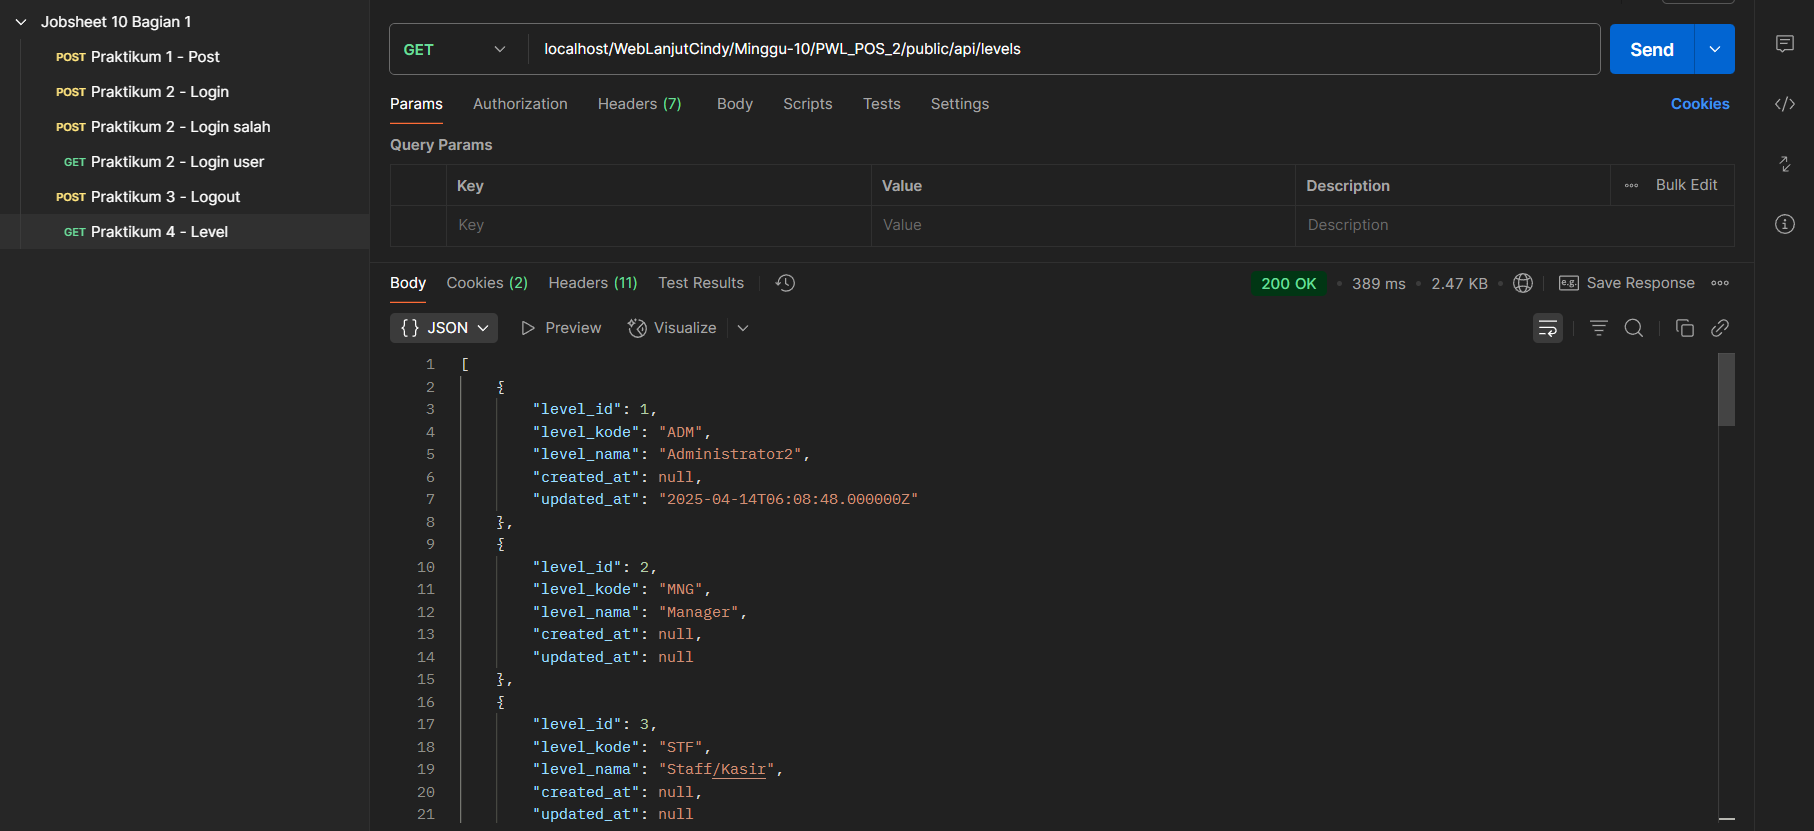 Jobsheet 10 Bagian 1
POST Praktikum 1 - Post
POST Praktikum 2 - Login
POST Praktikum 2 - Login salah
GET Praktikum 2 - Login user
POST Praktikum 3 - Logout
GET Praktikum 4 - Level
GET localhost/WebLanjutCindy/Minggu-10/PWL_POS_2/public/api/levels Send
Params Authorization Headers (7) Body Scripts Tests Settings Cookies
Query Params
Key Value Description Bulk Edit
Key Value Description
Body Cookies (2) Headers (11) Test Results 200 OK • 389 ms • 2.47 KB • e.g. Save Response
{} JSON Preview Visualize
1 [
2 {
3 "level_id": 1,
4 "level_kode": "ADM",
5 "level_nama": "Administrator2",
6 "created_at": null,
7 "updated_at": "2025-04-14T06:08:48.000000Z"
8 },
9 {
10 "level_id": 2,
11 "level_kode": "MNG",
12 "level_nama": "Manager",
13 "created_at": null,
14 "updated_at": null
15 },
16 {
17 "level_id": 3,
18 "level_kode": "STF",
19 "level_nama": "Staff/Kasir",
20 "created_at": null,
21 "updated_at": null